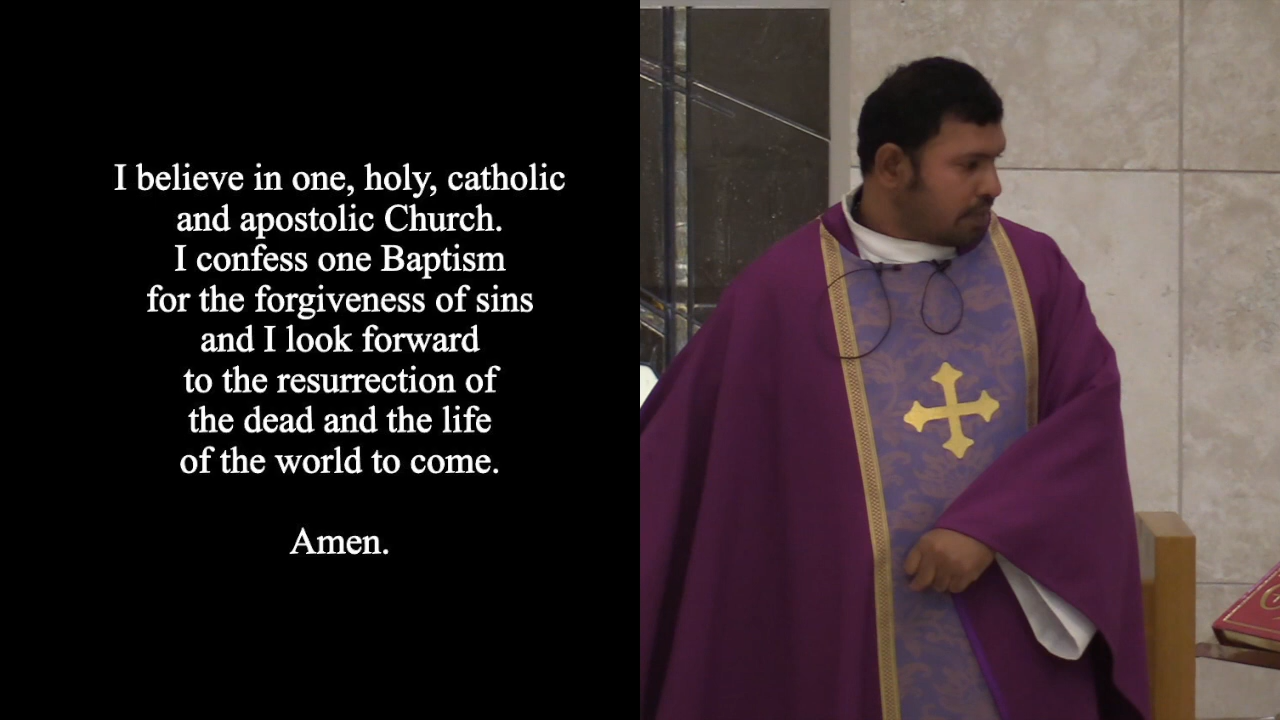 I believe in one, holy, catholic
and apostolic Church.
I confess one Baptism
for the forgiveness of sins
and I look forward
to the resurrection of
the dead and the life
of the world to come.
Amen.